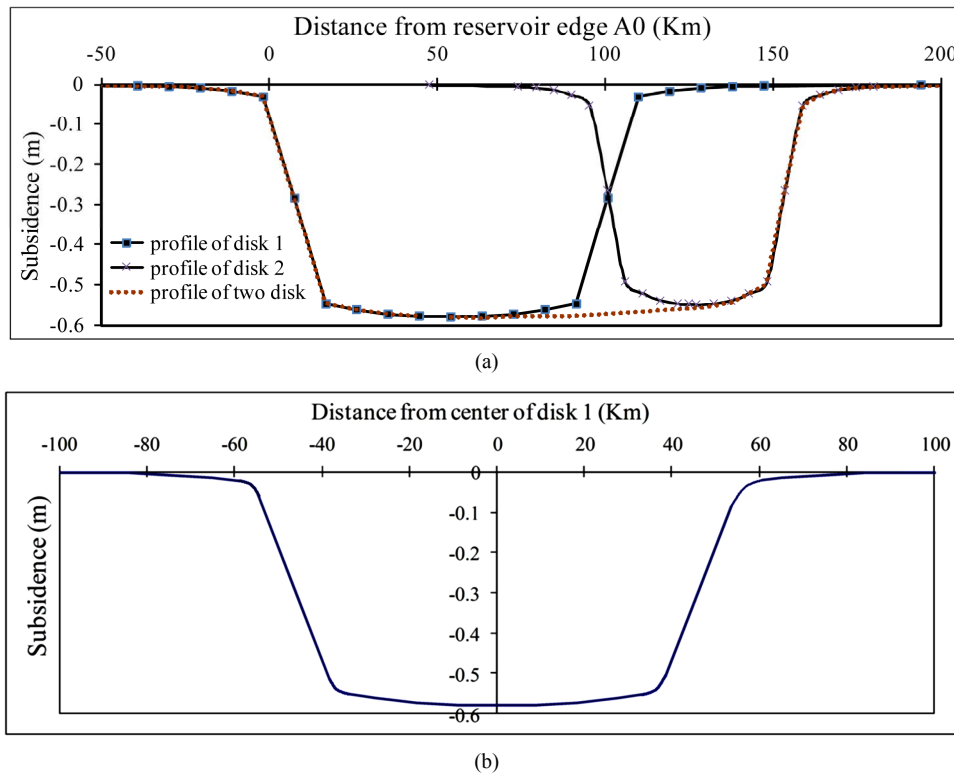 Distance from reservoir edge A0 (Km)
-50 0 50 100 150 200
0
-0.1
-0.2
-0.3
-0.4
-0.5
-0.6
Subsidence (m)
profile of disk 1
profile of disk 2
profile of two disk
(a)
Distance from center of disk 1 (Km)
-100 -80 -60 -40 -20 0 20 40 60 80 100
0
-0.1
-0.2
-0.3
-0.4
-0.5
-0.6
Subsidence (m)
(b)